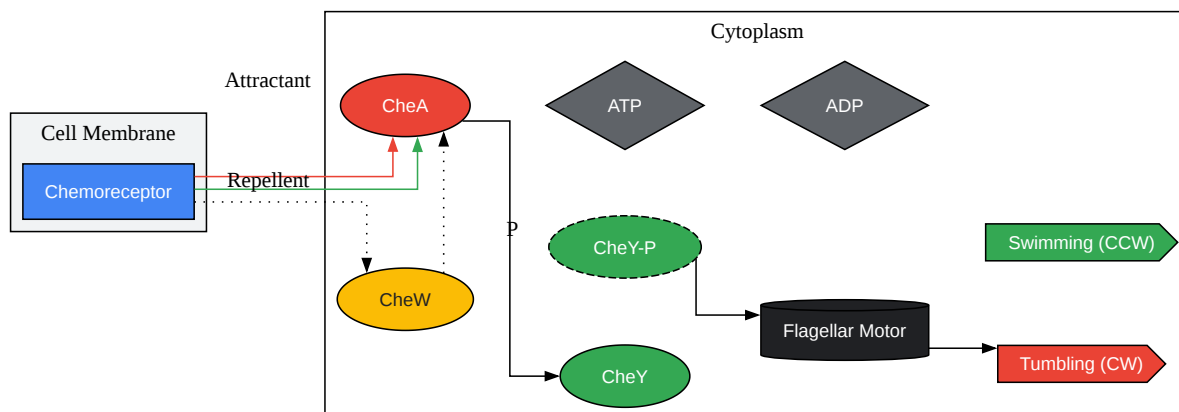 Cytoplasm
Attractant
CheA
ATP
ADP
Cell Membrane
Chemoreceptor
Repellent
P
CheY-P
Swimming (CCW)
CheW
Flagellar Motor
Tumbling (CW)
CheY